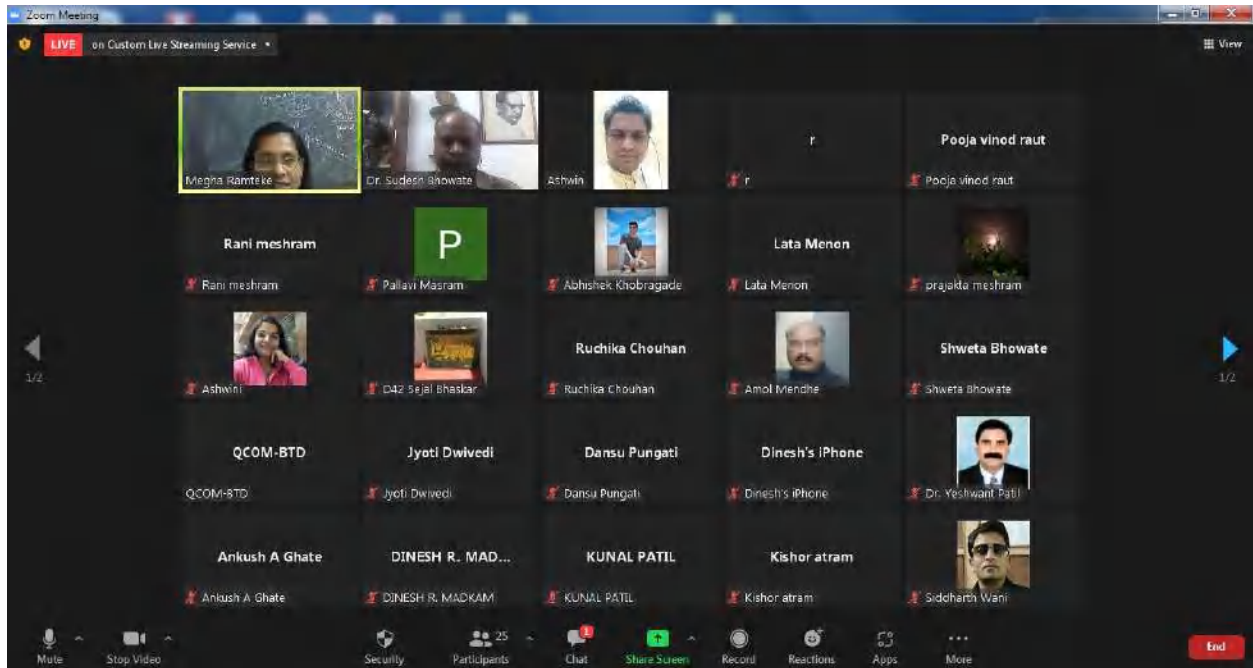 Zoom Meeting
LIVE on Custom Live Streaming Service
View
Megha Ramteke
Dr. Sudesh Bhowate
Ashwin
r
r
Pooja vinod raut
Pooja vinod raut
Rani meshram
Rani meshram
P
Pallavi Masram
Abhishek Khobragade
Lata Menon
Lata Menon
prajakta meshram
Ashwini
D42 Sejal Bhaskar
Ruchika Chouhan
Ruchika Chouhan
Amol Mendhe
Shweta Bhowate
Shweta Bhowate
1/2
1/2
QCOM-BTD
QCOM-BTD
Jyoti Dwivedi
Jyoti Dwivedi
Dansu Pungati
Dansu Pungati
Dinesh's iPhone
Dinesh's iPhone
Dr. Yeshwant Patil
Ankush A Ghate
Ankush A Ghate
DINESH R. MAD...
DINESH R. MADKAM
KUNAL PATIL
KUNAL PATIL
Kishor atram
Kishor atram
Siddharth Wani
Mute
Stop Video
Security
25
Participants
1
Chat
Share Screen
Record
Reactions
Apps
More
End